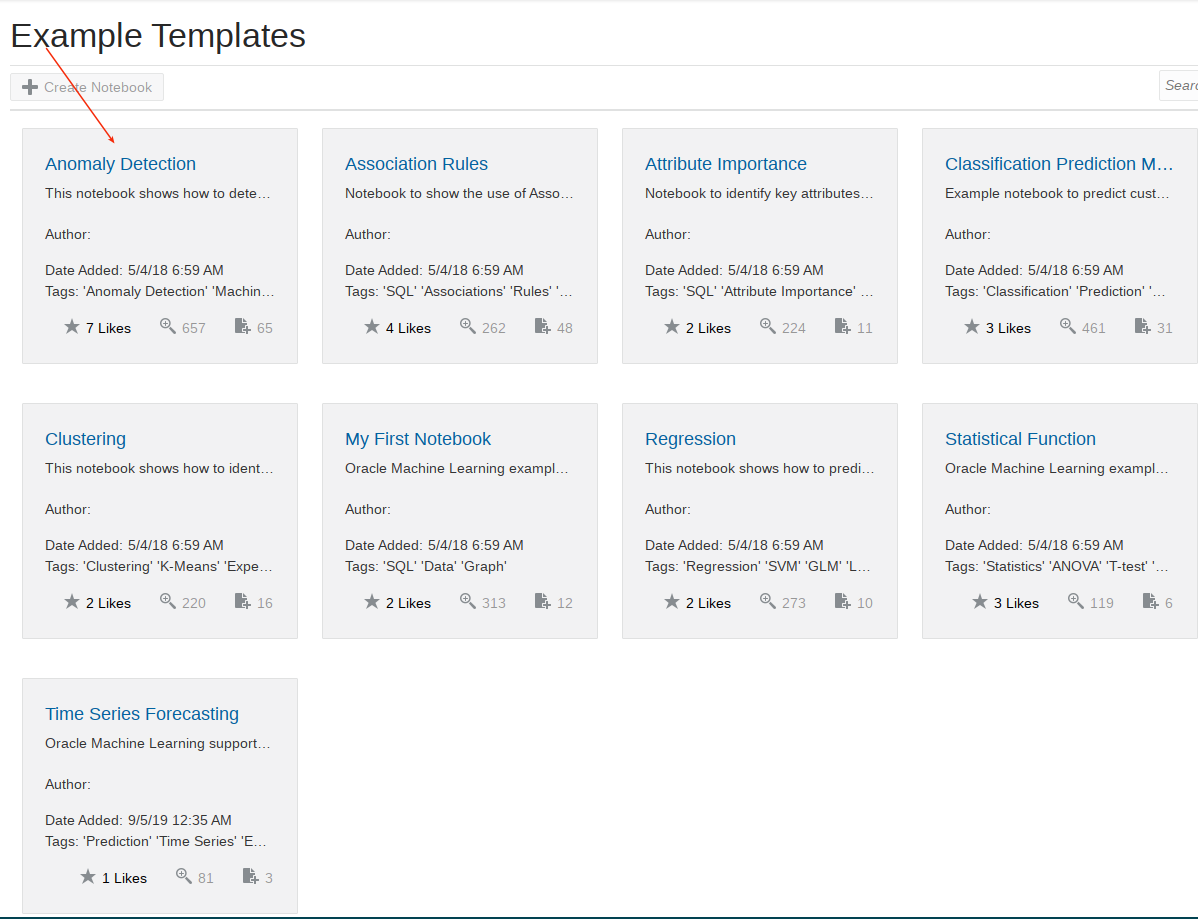 Example Templates
Create Notebook
Searc
Anomaly Detection
This notebook shows how to dete…
Author:
Date Added: 5/4/18 6:59 AM
Tags: 'Anomaly Detection' 'Machin…
7 Likes 657 65
Association Rules
Notebook to show the use of Asso…
Author:
Date Added: 5/4/18 6:59 AM
Tags: 'SQL' 'Associations' 'Rules' '…
4 Likes 262 48
Attribute Importance
Notebook to identify key attributes…
Author:
Date Added: 5/4/18 6:59 AM
Tags: 'SQL' 'Attribute Importance' …
2 Likes 224 11
Classification Prediction M…
Example notebook to predict cust…
Author:
Date Added: 5/4/18 6:59 AM
Tags: 'Classification' 'Prediction' '…
3 Likes 461 31
Clustering
This notebook shows how to ident…
Author:
Date Added: 5/4/18 6:59 AM
Tags: 'Clustering' 'K-Means' 'Expe…
2 Likes 220 16
My First Notebook
Oracle Machine Learning exampl…
Author:
Date Added: 5/4/18 6:59 AM
Tags: 'SQL' 'Data' 'Graph'
2 Likes 313 12
Regression
This notebook shows how to predi…
Author:
Date Added: 5/4/18 6:59 AM
Tags: 'Regression' 'SVM' 'GLM' 'L…
2 Likes 273 10
Statistical Function
Oracle Machine Learning exampl…
Author:
Date Added: 5/4/18 6:59 AM
Tags: 'Statistics' 'ANOVA' 'T-test' '…
3 Likes 119 6
Time Series Forecasting
Oracle Machine Learning support…
Author:
Date Added: 9/5/19 12:35 AM
Tags: 'Prediction' 'Time Series' 'E…
1 Likes 81 3